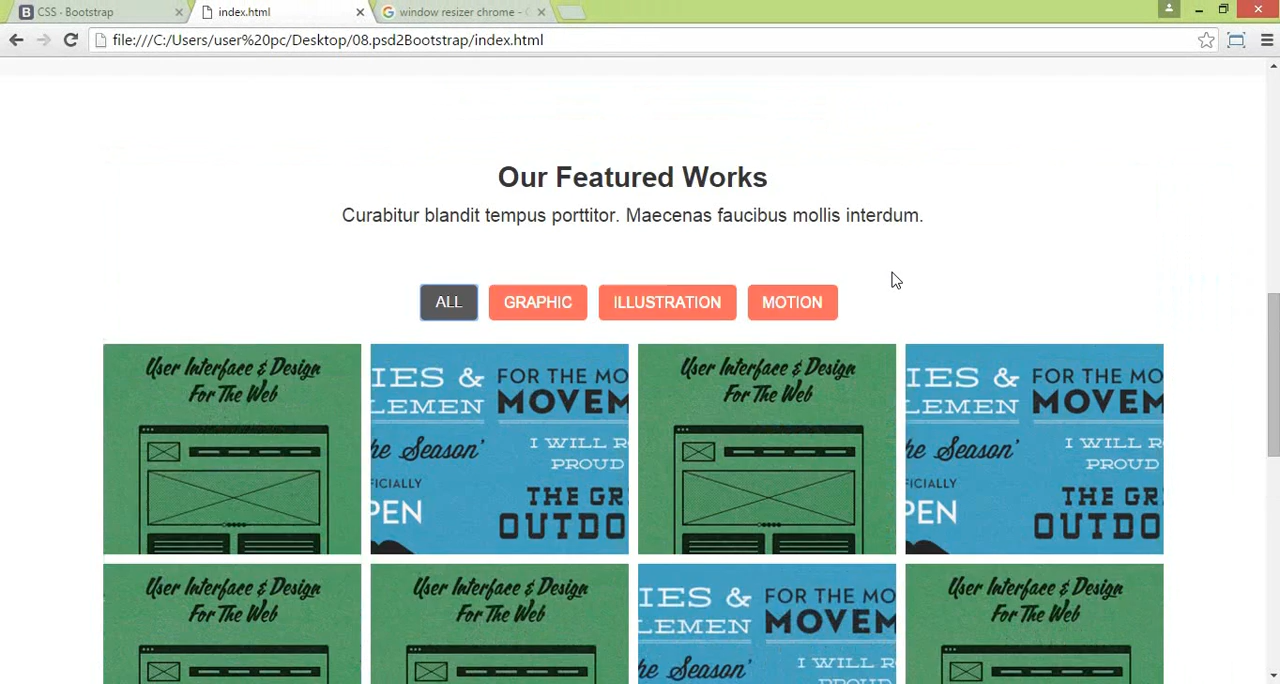 CSS · Bootstrap
index.html
window resizer chrome -
file:///C:/Users/user%20pc/Desktop/08.psd2Bootstrap/index.html
Our Featured Works
Curabitur blandit tempus porttitor. Maecenas faucibus mollis interdum.
ALL GRAPHIC ILLUSTRATION MOTION
User Interface & Design
For The Web
IES &
LEMEN
he Season'
FICIALLY
PEN
FOR THE MO
MOVEM
I WILL R
PROUD
THE GR
OUTDO
User Interface & Design
For The Web
IES &
LEMEN
he Season'
FICIALLY
PEN
FOR THE MO
MOVEM
I WILL R
PROUD
THE GR
OUTDO
User Interface & Design
For The Web
User Interface & Design
For The Web
IES &
LEMEN
he Season'
FOR THE MO
MOVEM
I WILL R
User Interface & Design
For The Web